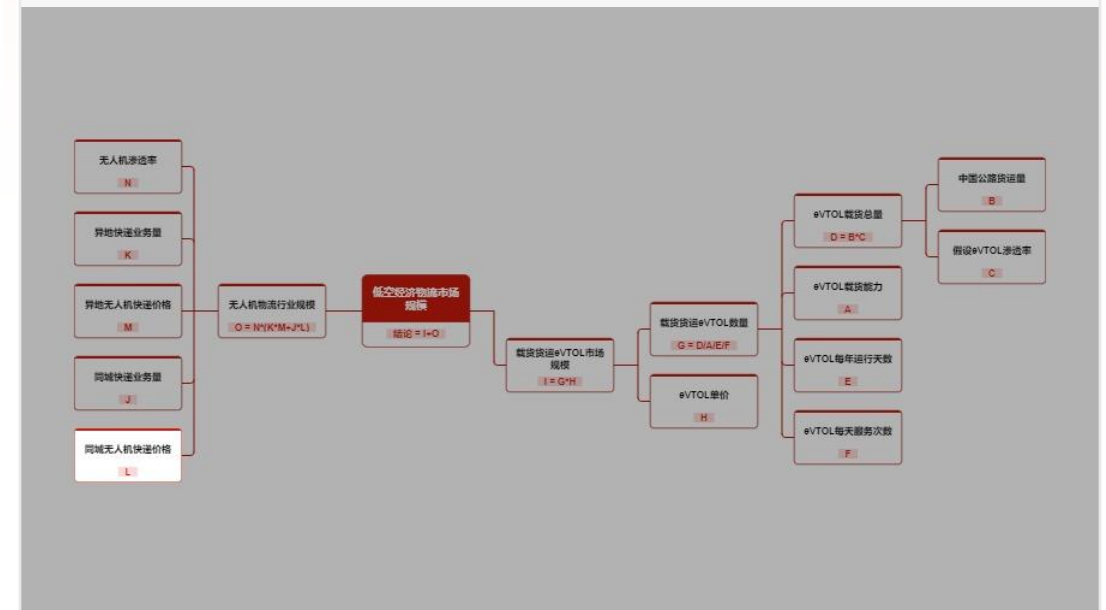 无人机渗透率
N
异地快递业务量
K
异地无人机快递价格
M
同城快递业务量
J
同城无人机快递价格
L
无人机物流行业规模
O = N*(K*M+J*L)
低空经济物流市场
规模
结论 = I+O
载货货运eVTOL市场
规模
I = G*H
载货货运eVTOL数量
G = D/A/E/F
eVTOL单价
H
eVTOL载货总量
D = B*C
eVTOL载货能力
A
eVTOL每年运行天数
E
eVTOL每天服务次数
F
中国公路货运量
B
假设eVTOL渗透率
C